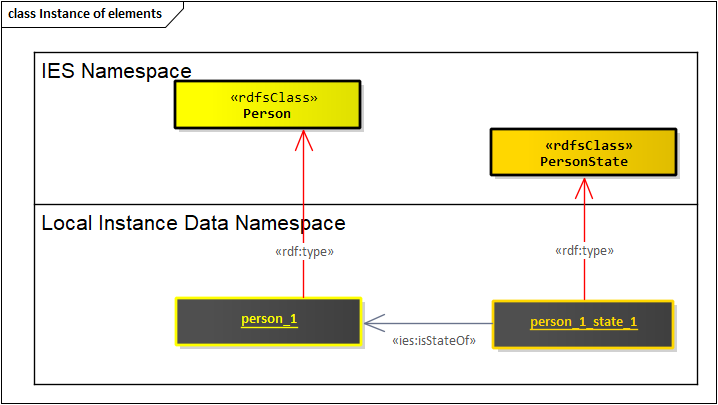 class Instance of elements
IES Namespace
«rdfsClass»
Person
«rdfsClass»
PersonState
Local Instance Data Namespace
«rdf:type»
«rdf:type»
person_1
person_1_state_1
«ies:isStateOf»